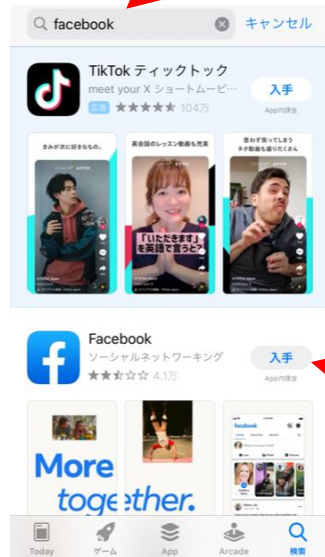 facebook
キャンセル
TikTok ティックトック
meet your X ショートムービ…
広告 ★★★★★ 104万
入手
App内課金
きみが次に好きなもの。
英会話のレッスン動画も充実
思わず笑ってしまう
ネタ動画も盛りだくさん
「いただきます」
を英語で言うと?
Facebook
ソーシャルネットワーキング
4.1万
入手
App内課金
More
together.
facebook
Today
ゲーム
App
Arcade
検索